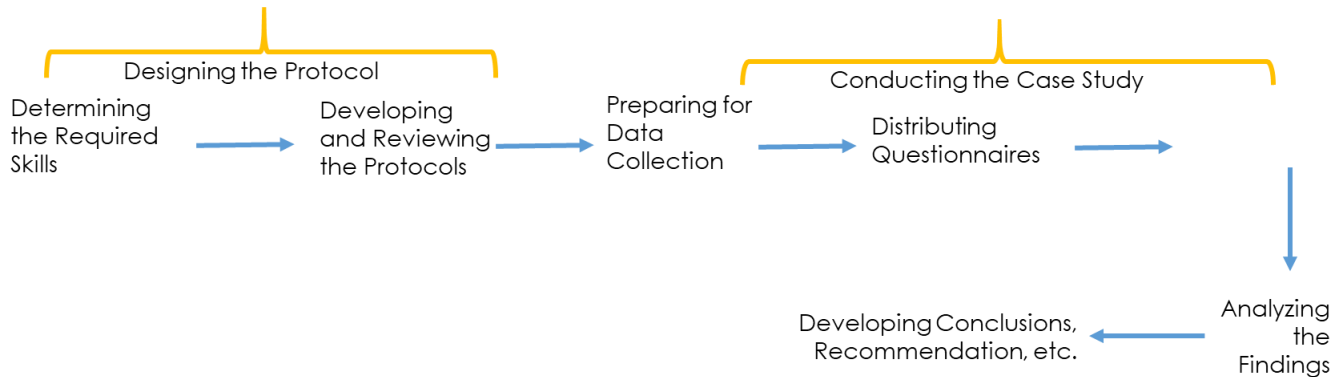 Designing the Protocol
Conducting the Case Study
Determining
the Required
Skills
Developing
and Reviewing
the Protocols
Preparing for
Data
Collection
Distributing
Questionnaires
Analyzing
the
Findings
Developing Conclusions,
Recommendation, etc.